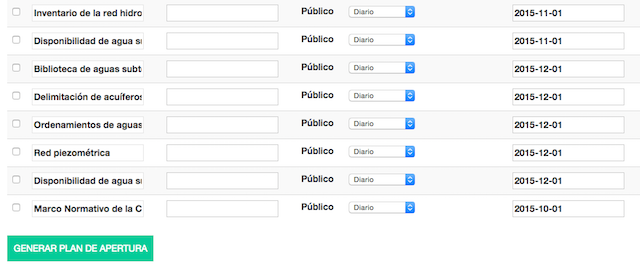 Inventario de la red hidro Público Diario 2015-11-01
Disponibilidad de agua Público Diario 2015-11-01
Biblioteca de aguas subt Público Diario 2015-12-01
Delimitación de acuíferos Público Diario 2015-12-01
Ordenamientos de aguas Público Diario 2015-12-01
Red piezométrica Público Diario 2015-12-01
Disponibilidad de agua Público Diario 2015-12-01
Marco Normativo de la C Público Diario 2015-10-01
GENERAR PLAN DE APERTURA